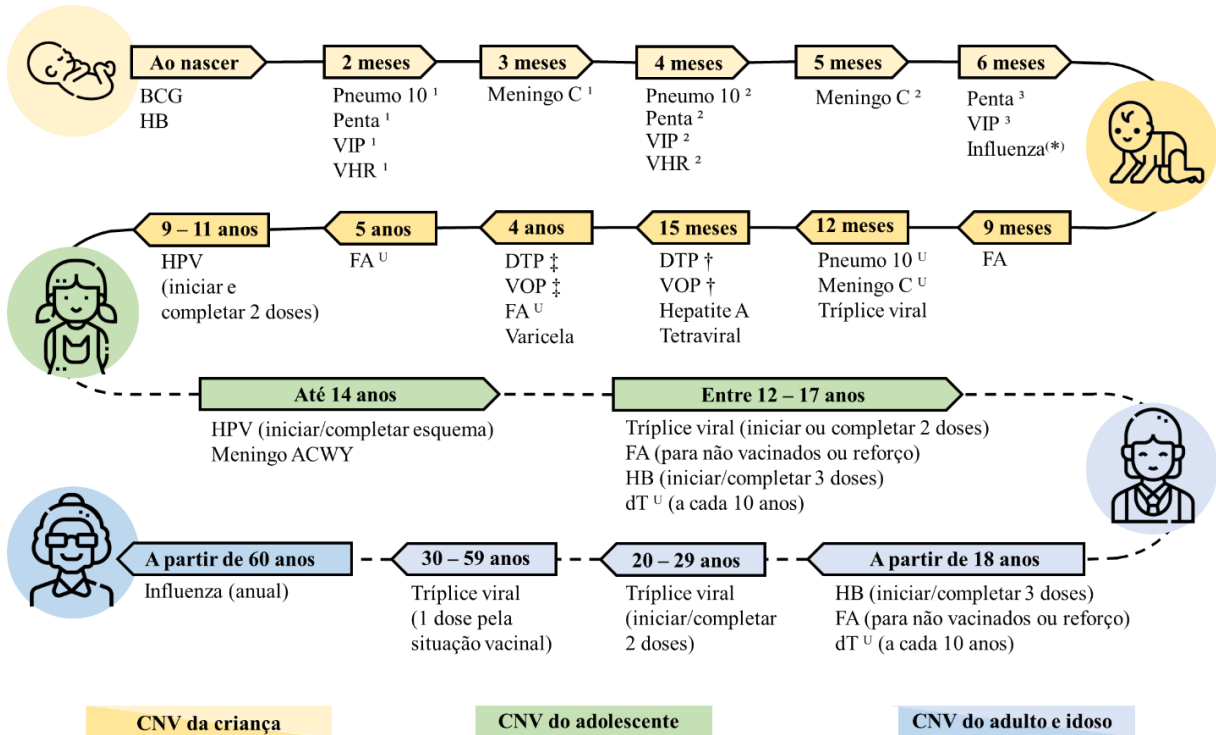 Ao nascer
BCG
HB
2 meses
Pneumo 10 ¹
Penta ¹
VIP ¹
VHR ¹
3 meses
Meningo C ¹
4 meses
Pneumo 10 ²
Penta ²
VIP ²
VHR ²
5 meses
Meningo C ²
6 meses
Penta ³
VIP ³
Influenza(*)
9 – 11 anos
HPV
(iniciar e
completar 2 doses)
5 anos
FA ᵁ
4 anos
DTP ‡
VOP ‡
FA ᵁ
Varicela
15 meses
DTP †
VOP †
Hepatite A
Tetraviral
12 meses
Pneumo 10 ᵁ
Meningo C ᵁ
Tríplice viral
9 meses
FA
Até 14 anos
HPV (iniciar/completar esquema)
Meningo ACWY
Entre 12 – 17 anos
Tríplice viral (iniciar ou completar 2 doses)
FA (para não vacinados ou reforço)
HB (iniciar/completar 3 doses)
dT ᵁ (a cada 10 anos)
A partir de 60 anos
Influenza (anual)
30 – 59 anos
Tríplice viral
(1 dose pela
situação vacinal)
20 – 29 anos
Tríplice viral
(iniciar/completar
2 doses)
A partir de 18 anos
HB (iniciar/completar 3 doses)
FA (para não vacinados ou reforço)
dT ᵁ (a cada 10 anos)
CNV da criança
CNV do adolescente
CNV do adulto e idoso